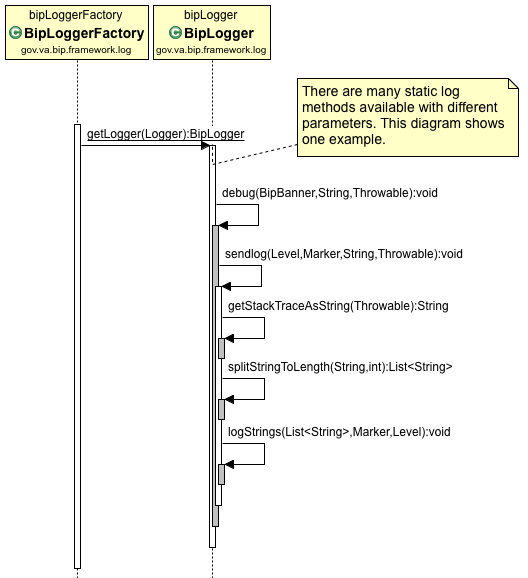 bipLoggerFactory
C BipLoggerFactory
gov.va.bip.framework.log
bipLogger
C BipLogger
gov.va.bip.framework.log
There are many static log
methods available with different
parameters. This diagram shows
one example.
getLogger(Logger):BipLogger
debug(BipBanner,String,Throwable):void
sendlog(Level,Marker,String,Throwable):void
getStackTraceAsString(Throwable):String
splitStringToLength(String,int):List<String>
logStrings(List<String>,Marker,Level):void